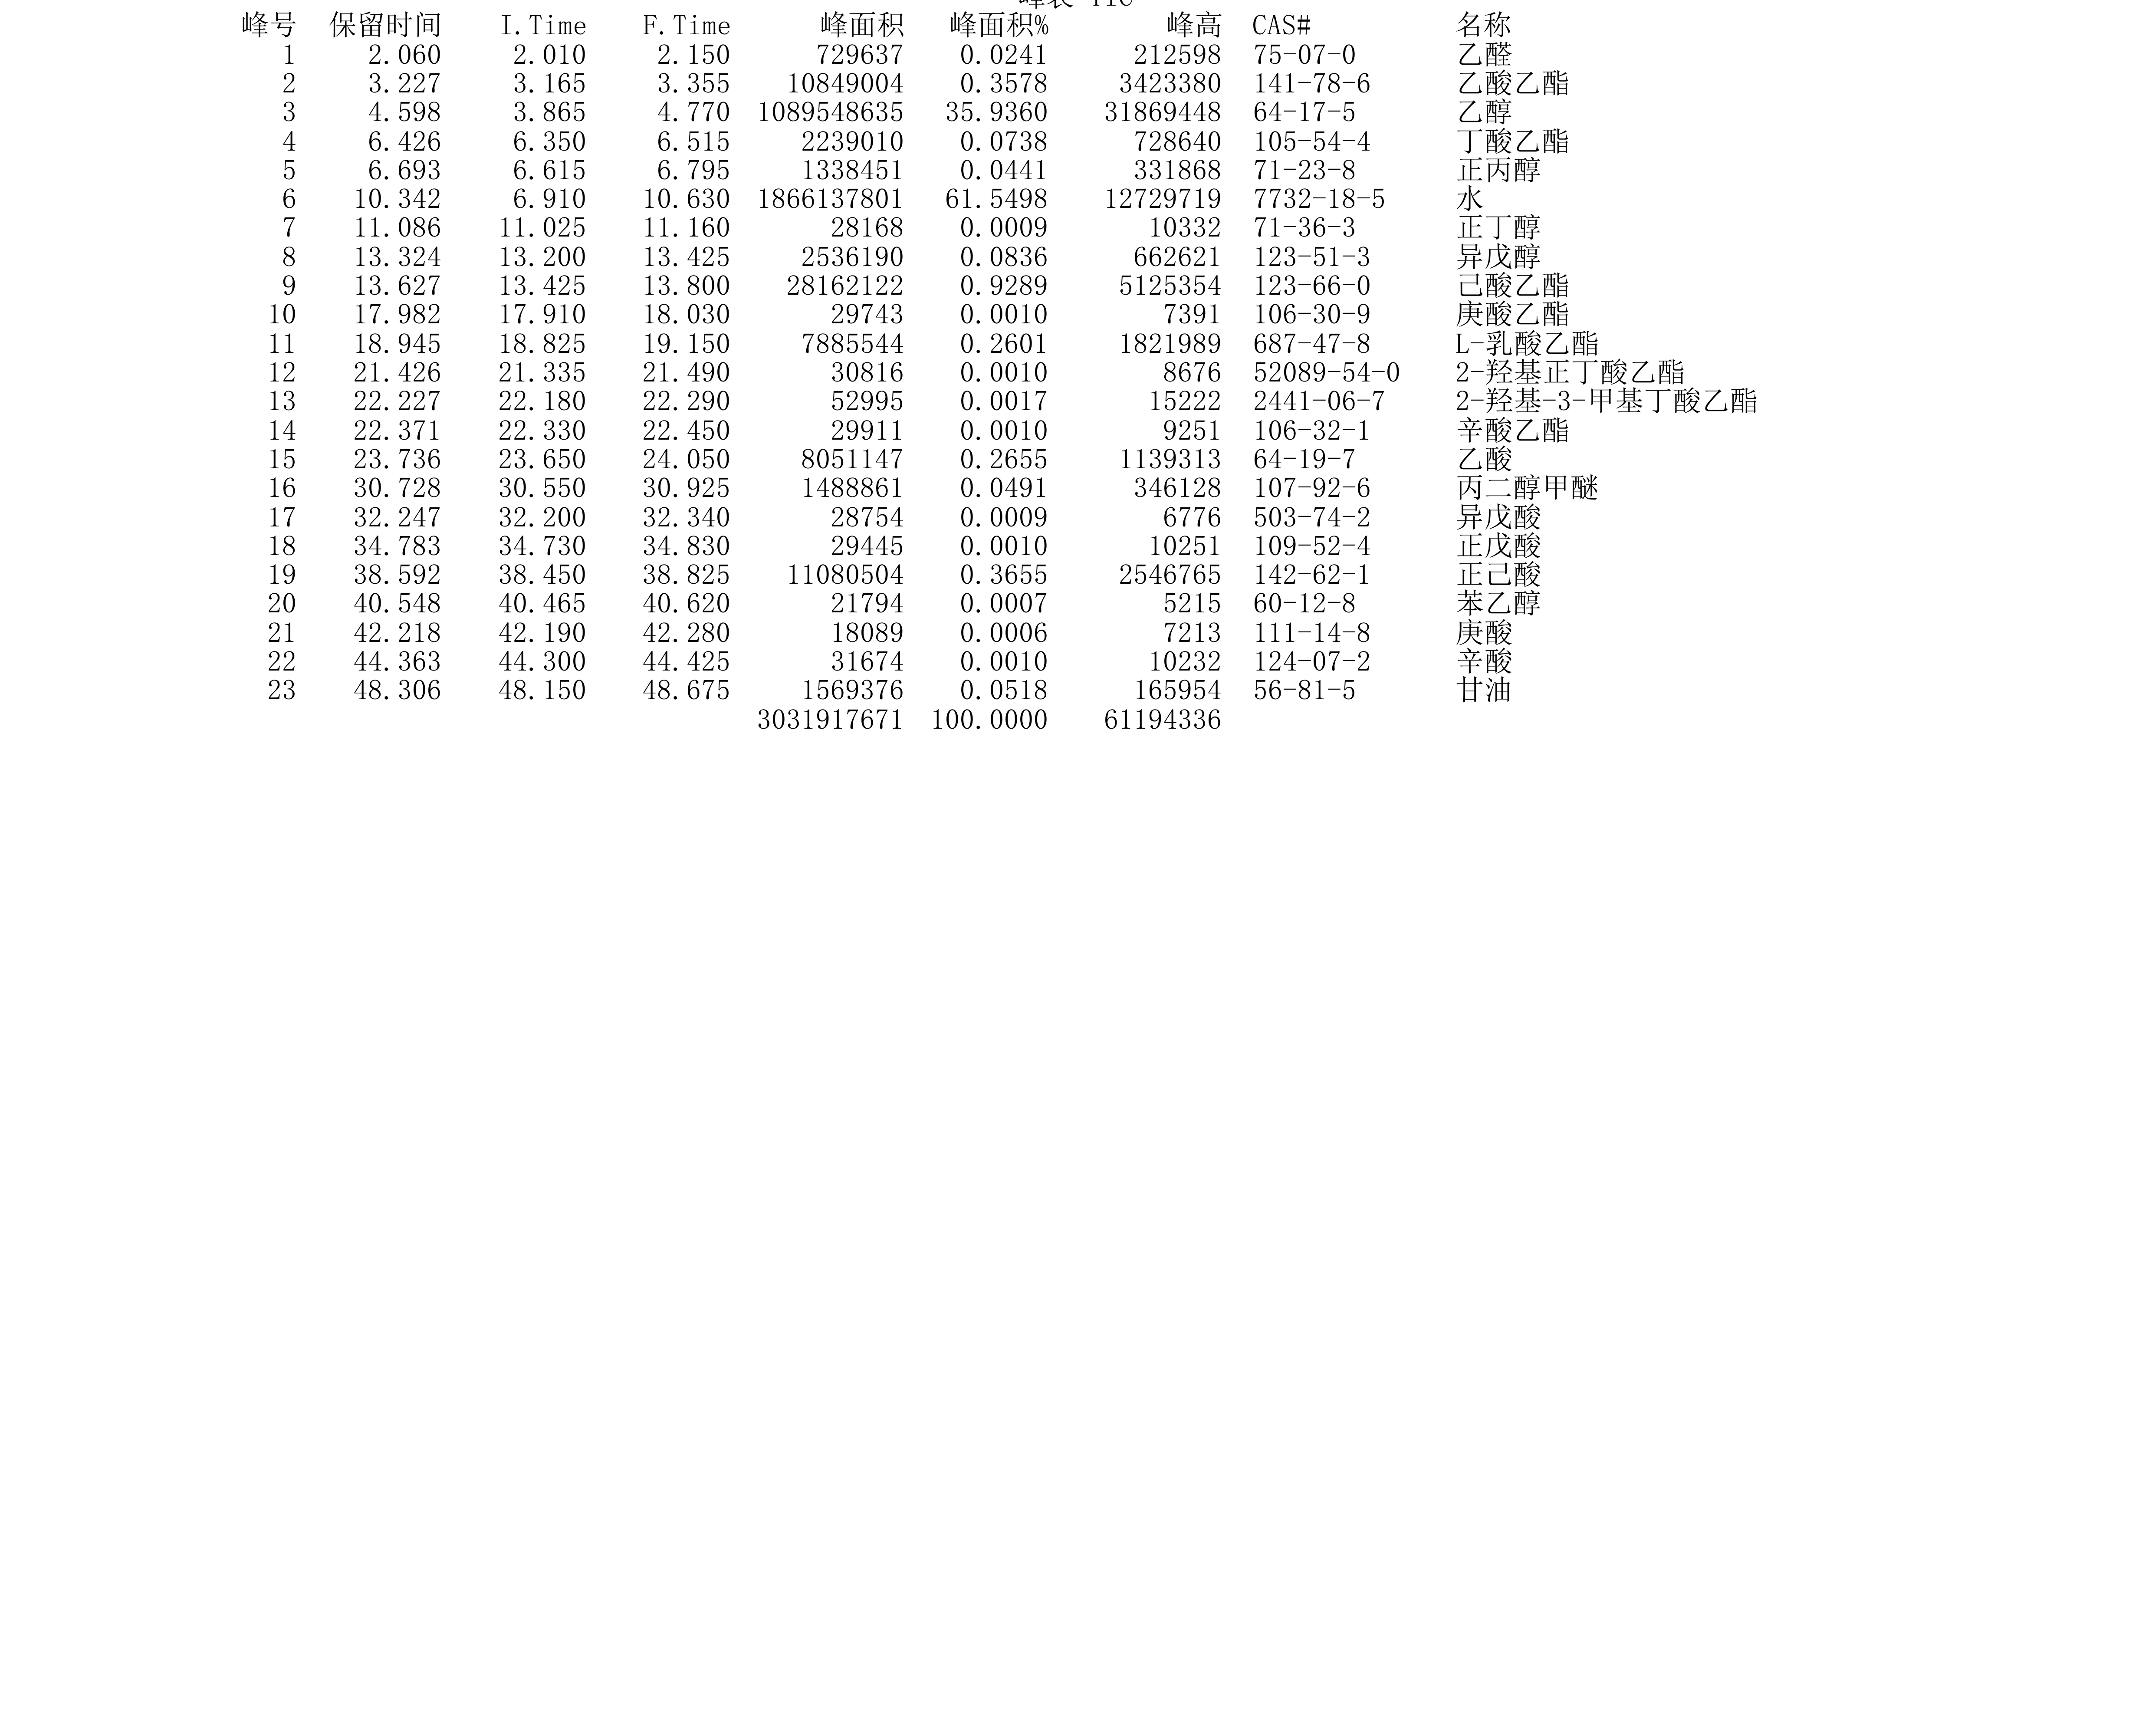 峰表 TIC
峰号 保留时间 I.Time F.Time 峰面积 峰面积% 峰高 CAS# 名称
1 2.060 2.010 2.150 729637 0.0241 212598 75-07-0 乙醛
2 3.227 3.165 3.355 10849004 0.3578 3423380 141-78-6 乙酸乙酯
3 4.598 3.865 4.770 1089548635 35.9360 31869448 64-17-5 乙醇
4 6.426 6.350 6.515 2239010 0.0738 728640 105-54-4 丁酸乙酯
5 6.693 6.615 6.795 1338451 0.0441 331868 71-23-8 正丙醇
6 10.342 6.910 10.630 1866137801 61.5498 12729719 7732-18-5 水
7 11.086 11.025 11.160 28168 0.0009 10332 71-36-3 正丁醇
8 13.324 13.200 13.425 2536190 0.0836 662621 123-51-3 异戊醇
9 13.627 13.425 13.800 28162122 0.9289 5125354 123-66-0 己酸乙酯
10 17.982 17.910 18.030 29743 0.0010 7391 106-30-9 庚酸乙酯
11 18.945 18.825 19.150 7885544 0.2601 1821989 687-47-8 L-乳酸乙酯
12 21.426 21.335 21.490 30816 0.0010 8676 52089-54-0 2-羟基正丁酸乙酯
13 22.227 22.180 22.290 52995 0.0017 15222 2441-06-7 2-羟基-3-甲基丁酸乙酯
14 22.371 22.330 22.450 29911 0.0010 9251 106-32-1 辛酸乙酯
15 23.736 23.650 24.050 8051147 0.2655 1139313 64-19-7 乙酸
16 30.728 30.550 30.925 1488861 0.0491 346128 107-92-6 丙二醇甲醚
17 32.247 32.200 32.340 28754 0.0009 6776 503-74-2 异戊酸
18 34.783 34.730 34.830 29445 0.0010 10251 109-52-4 正戊酸
19 38.592 38.450 38.825 11080504 0.3655 2546765 142-62-1 正己酸
20 40.548 40.465 40.620 21794 0.0007 5215 60-12-8 苯乙醇
21 42.218 42.190 42.280 18089 0.0006 7213 111-14-8 庚酸
22 44.363 44.300 44.425 31674 0.0010 10232 124-07-2 辛酸
23 48.306 48.150 48.675 1569376 0.0518 165954 56-81-5 甘油
3031917671 100.0000 61194336